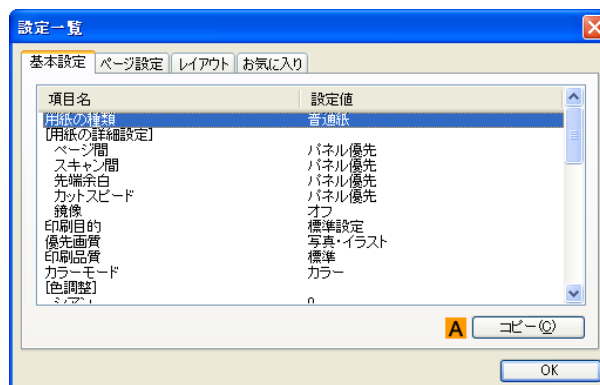 設定一覧
基本設定 ページ設定 レイアウト お気に入り
項目名 設定値
用紙の種類 普通紙
[用紙の詳細設定]
ページ間 パネル優先
スキャン間 パネル優先
先端余白 パネル優先
カットスピード パネル優先
鏡像 オフ
印刷目的 標準設定
優先画質 写真・イラスト
印刷品質 標準
カラーモード カラー
[色調整]
A コピー(C)
OK